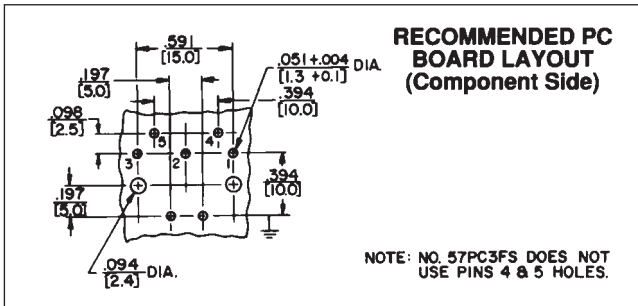 RECOMMENDED PC
BOARD LAYOUT
(Component Side)
.591
[15.0]
.197
[5.0]
.051+.004 DIA.
[1.3 +0.1]
.394
[10.0]
.098
[2.5]
5
4
3
2
1
.394
[10.0]
.197
[5.0]
.094 DIA.
[2.4]
NOTE: NO. 57PC3FS DOES NOT
USE PINS 4 & 5 HOLES.